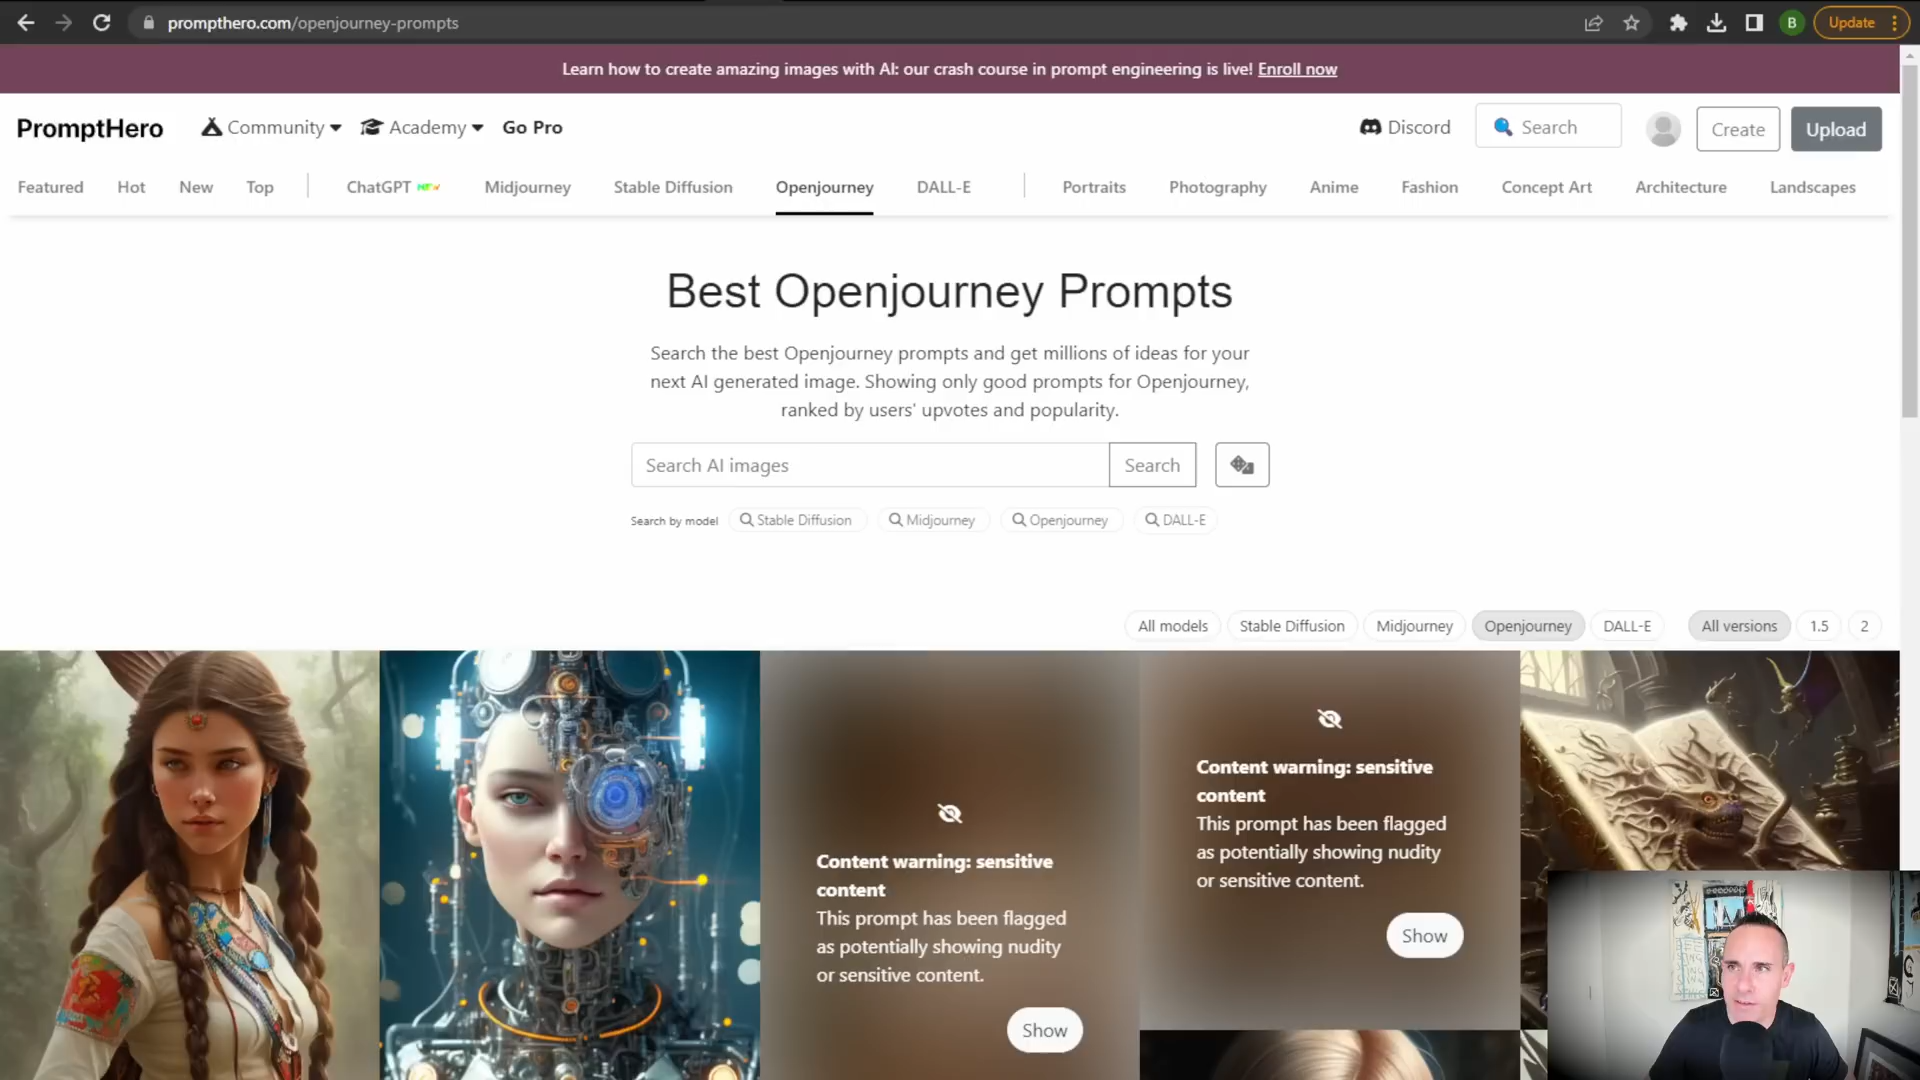 prompthero.com/openjourney-prompts
B
Update
Learn how to create amazing images with AI: our crash course in prompt engineering is live! Enroll now
PromptHero
Community
Academy
Go Pro
Discord
Search
Create
Upload
Featured
Hot
New
Top
ChatGPT NEW
Midjourney
Stable Diffusion
Openjourney
DALL-E
Portraits
Photography
Anime
Fashion
Concept Art
Architecture
Landscapes
Best Openjourney Prompts
Search the best Openjourney prompts and get millions of ideas for your
next AI generated image. Showing only good prompts for Openjourney,
ranked by users' upvotes and popularity.
Search AI images
Search
Search by model
Stable Diffusion
Midjourney
Openjourney
DALL-E
All models
Stable Diffusion
Midjourney
Openjourney
DALL-E
All versions
1.5
2
Content warning: sensitive
content
This prompt has been flagged
as potentially showing nudity
or sensitive content.
Show
Content warning: sensitive
content
This prompt has been flagged
as potentially showing nudity
or sensitive content.
Show